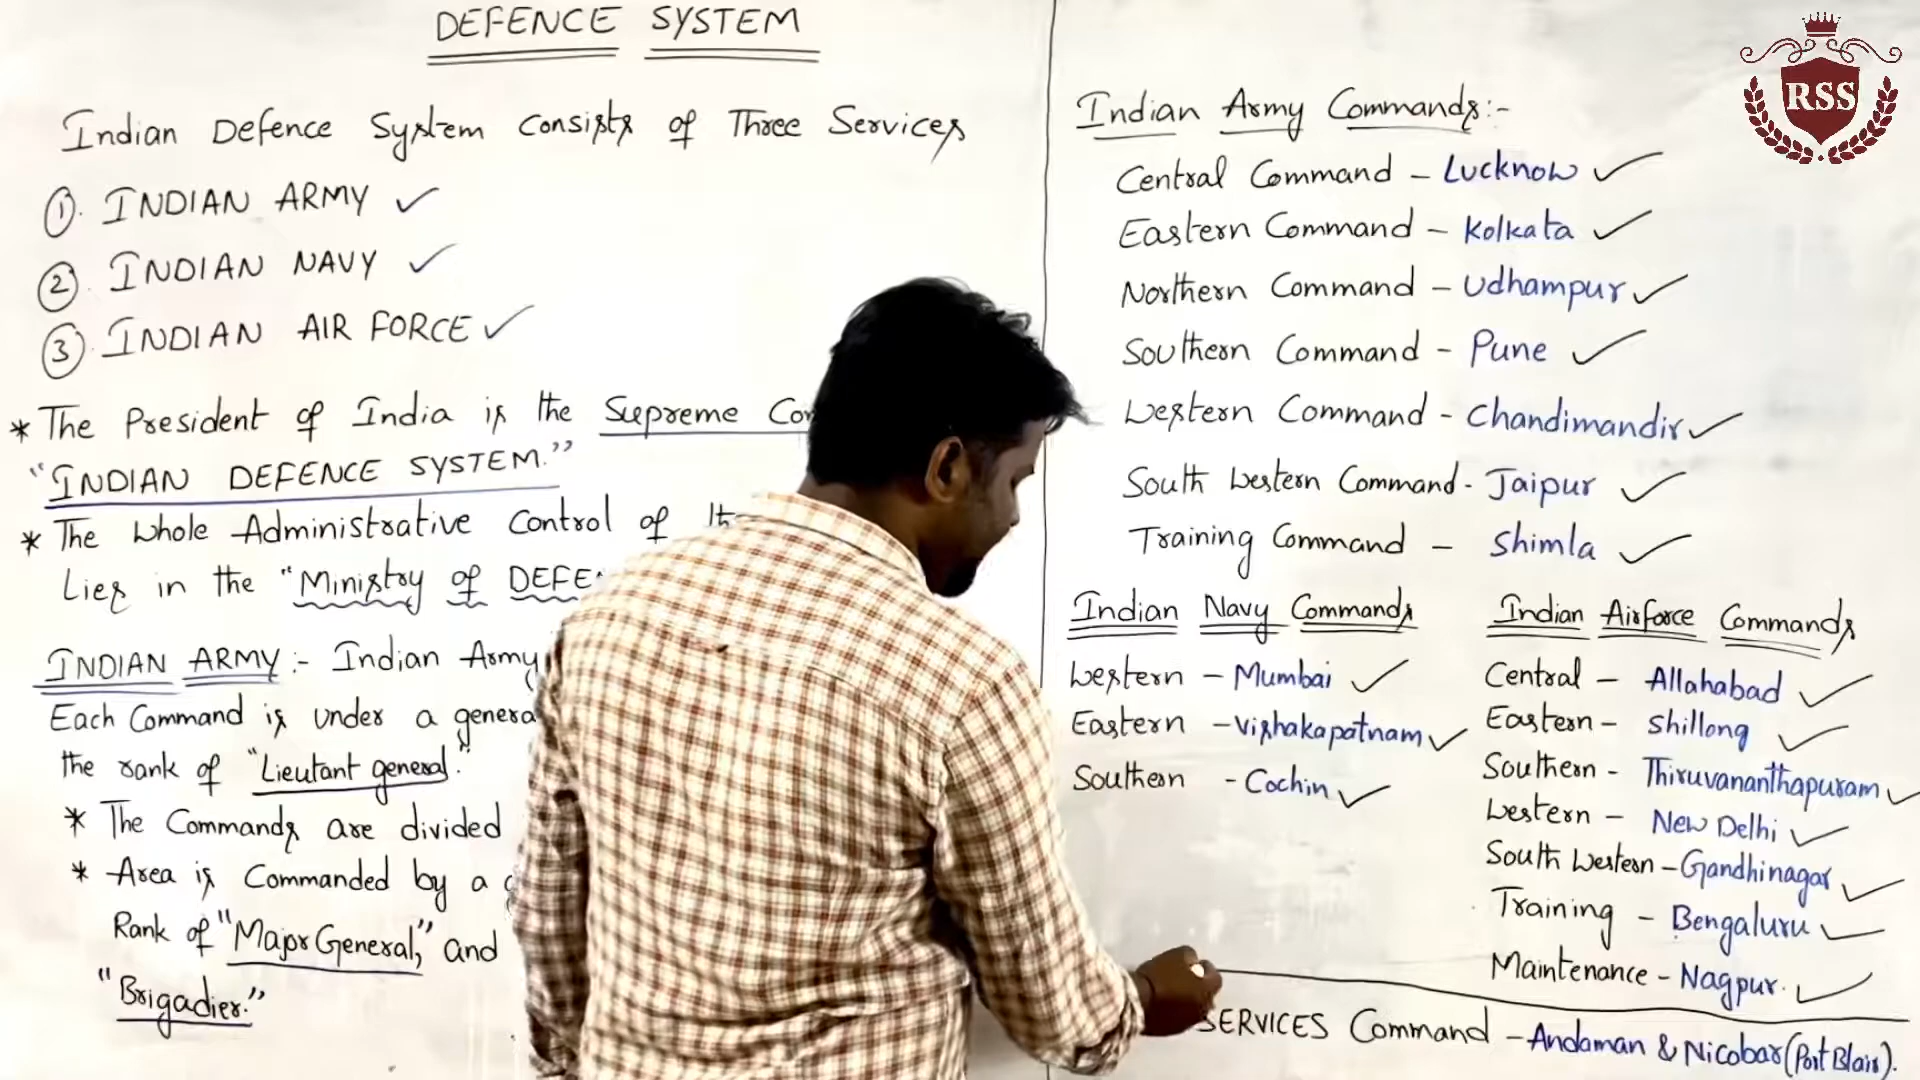 DEFENCE SYSTEM
Indian Defence System Consists of Three Services
1. INDIAN ARMY
2. INDIAN NAVY
3. INDIAN AIR FORCE
* The President of India is the Supreme
"INDIAN DEFENCE SYSTEM."
* The Whole Administrative Control of
Lies in the "Ministry of
INDIAN ARMY:- Indian Army
Each Command is under a
the rank of "Lieutant general."
* The Commands are divided
* Area is Commanded by a
Rank of "Major General," and
"Brigadier."
Indian Army Commands:-
Central Command - Lucknow
Eastern Command - Kolkata
Northern Command - Udhampur
Southern Command - Pune
Western Command - Chandimandir
South Western Command - Jaipur
Training Command - Shimla
Indian Navy Commands
Western - Mumbai
Eastern - Vishakapatnam
Southern - Cochin
Indian Airforce Commands
Central - Allahabad
Eastern - Shillong
Southern - Thiruvananthapuram
Western - New Delhi
South Western - Gandhinagar
Training - Bengaluru
Maintenance - Nagpur.
SERVICES Command - Andaman & Nicobar (Port Blair).
RSS